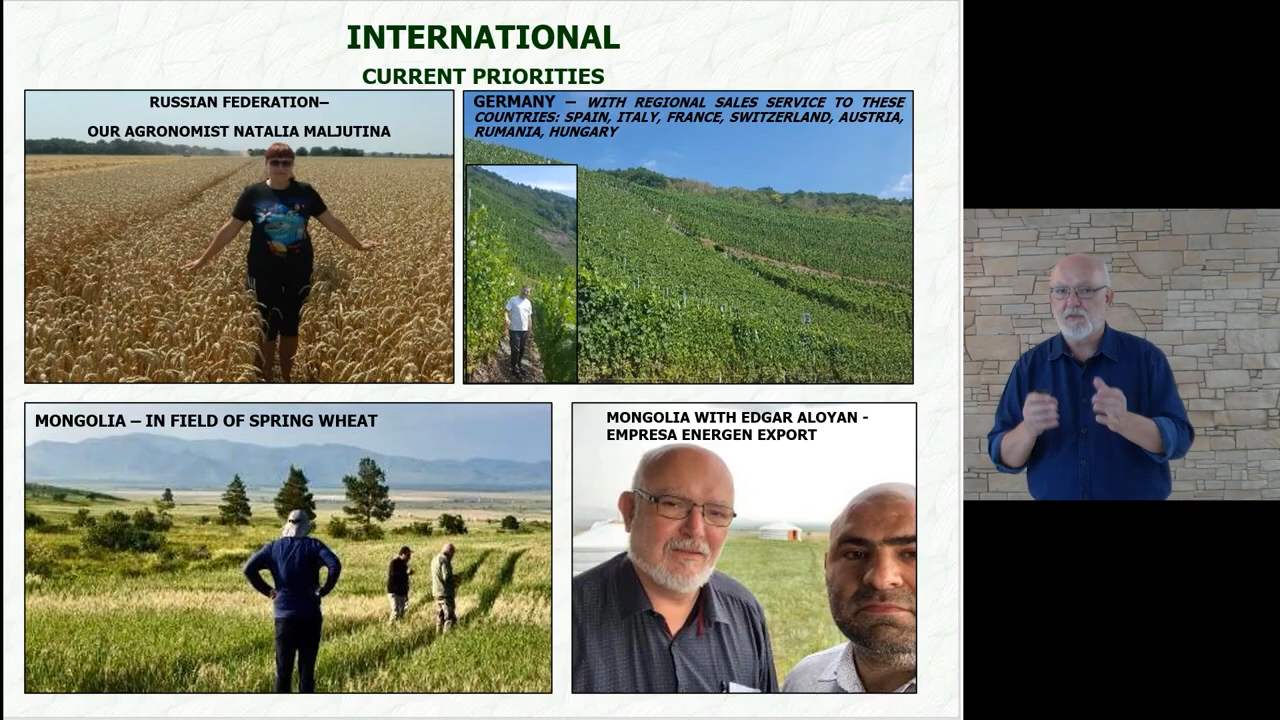 INTERNATIONAL
CURRENT PRIORITIES
RUSSIAN FEDERATION–
OUR AGRONOMIST NATALIA MALJUTINA
GERMANY – WITH REGIONAL SALES SERVICE TO THESE
COUNTRIES: SPAIN, ITALY, FRANCE, SWITZERLAND, AUSTRIA,
RUMANIA, HUNGARY
MONGOLIA – IN FIELD OF SPRING WHEAT
MONGOLIA WITH EDGAR ALOYAN -
EMPRESA ENERGEN EXPORT